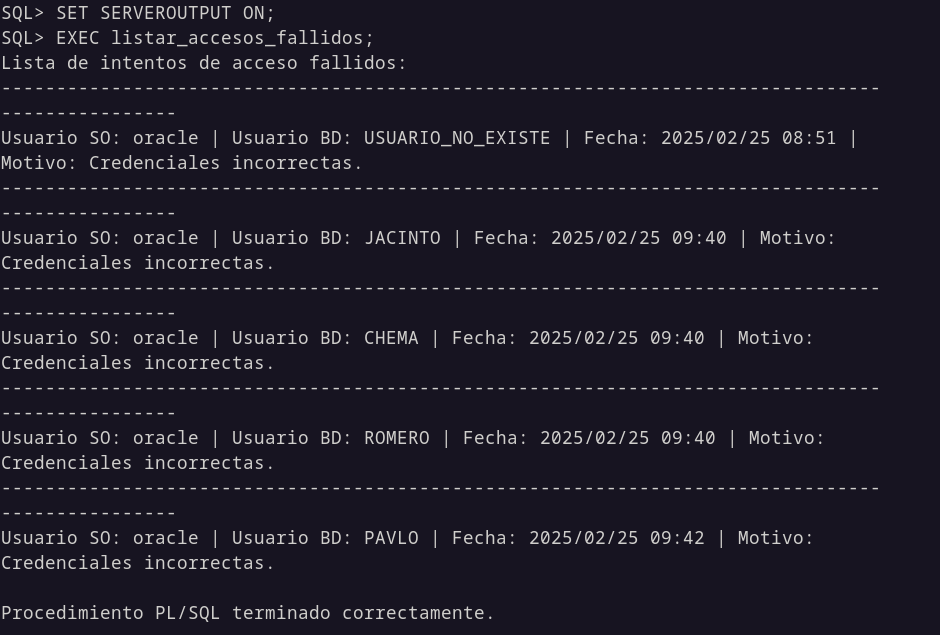 SQL> SET SERVEROUTPUT ON;
SQL> EXEC listar_accesos_fallidos;
Lista de intentos de acceso fallidos:
--------------------------------------------------------------------------------
----------------
Usuario SO: oracle | Usuario BD: USUARIO_NO_EXISTE | Fecha: 2025/02/25 08:51 |
Motivo: Credenciales incorrectas.
--------------------------------------------------------------------------------
----------------
Usuario SO: oracle | Usuario BD: JACINTO | Fecha: 2025/02/25 09:40 | Motivo:
Credenciales incorrectas.
--------------------------------------------------------------------------------
----------------
Usuario SO: oracle | Usuario BD: CHEMA | Fecha: 2025/02/25 09:40 | Motivo:
Credenciales incorrectas.
--------------------------------------------------------------------------------
----------------
Usuario SO: oracle | Usuario BD: ROMERO | Fecha: 2025/02/25 09:40 | Motivo:
Credenciales incorrectas.
--------------------------------------------------------------------------------
----------------
Usuario SO: oracle | Usuario BD: PAVLO | Fecha: 2025/02/25 09:42 | Motivo:
Credenciales incorrectas.

Procedimiento PL/SQL terminado correctamente.